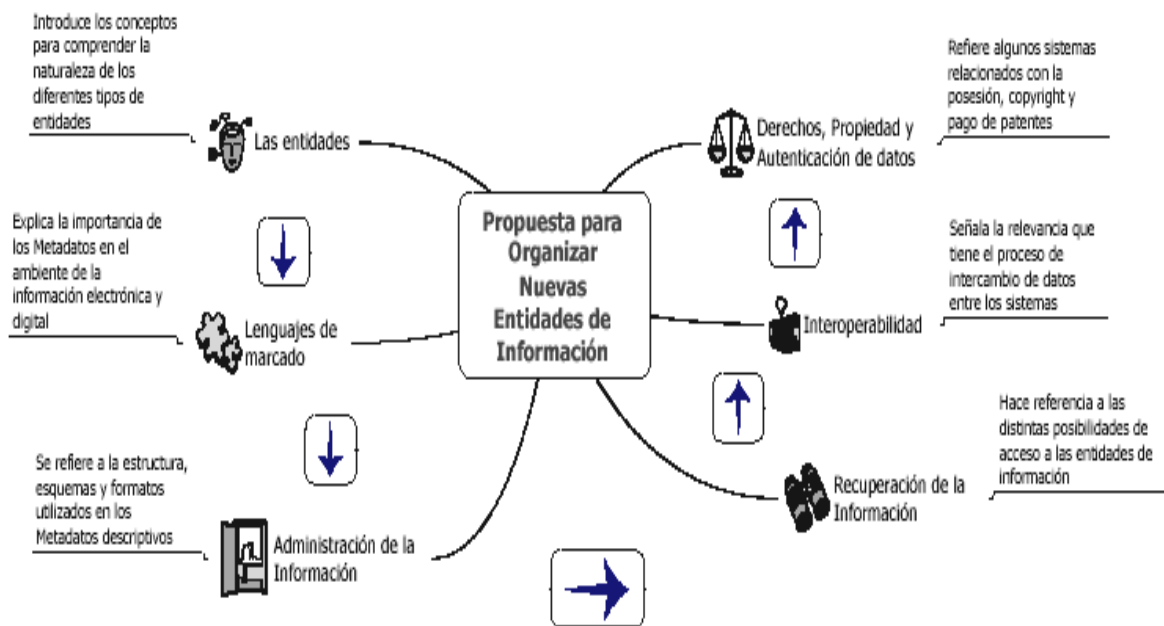 Introduce los conceptos
para comprender la
naturaleza de los
diferentes tipos de
entidades
Las entidades
Explica la importancia de
los Metadatos en el
ambiente de la
información electrónica y
digital
Lenguajes de
marcado
Se refiere a la estructura,
esquemas y formatos
utilizados en los
Metadatos descriptivos
Administración de la
Información
Propuesta para
Organizar
Nuevas
Entidades de
Información
Refiere algunos sistemas
relacionados con la
posesión, copyright y
pago de patentes
Derechos, Propiedad y
Autenticación de datos
Señala la relevancia que
tiene el proceso de
intercambio de datos
entre los sistemas
Interoperabilidad
Hace referencia a las
distintas posibilidades de
acceso a las entidades de
información
Recuperación de la
Información